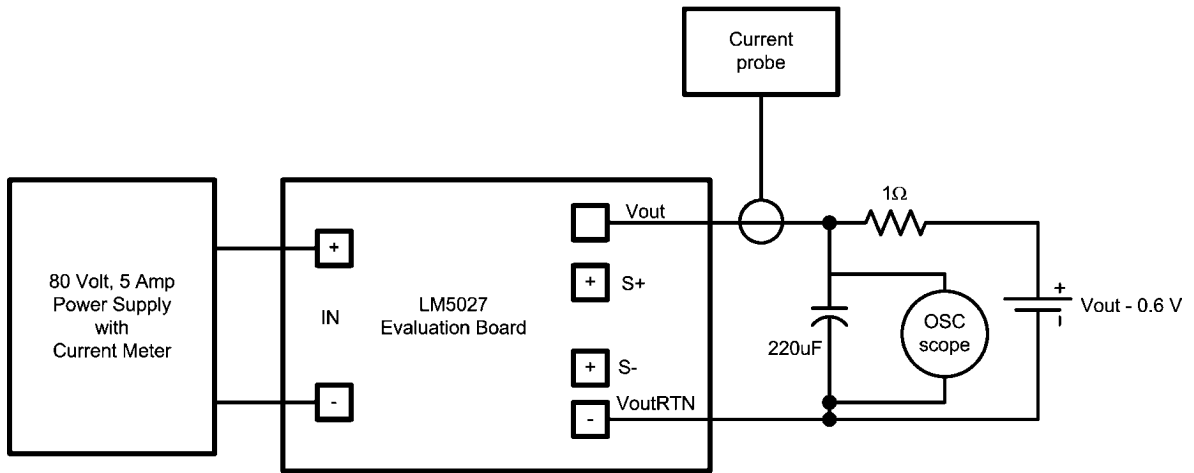 Current
probe
80 Volt, 5 Amp
Power Supply
with
Current Meter
+
IN
-
LM5027
Evaluation Board
Vout
+ S+
+ S-
VoutRTN
-
1Ω
220uF
OSC
scope
+
Vout - 0.6 V